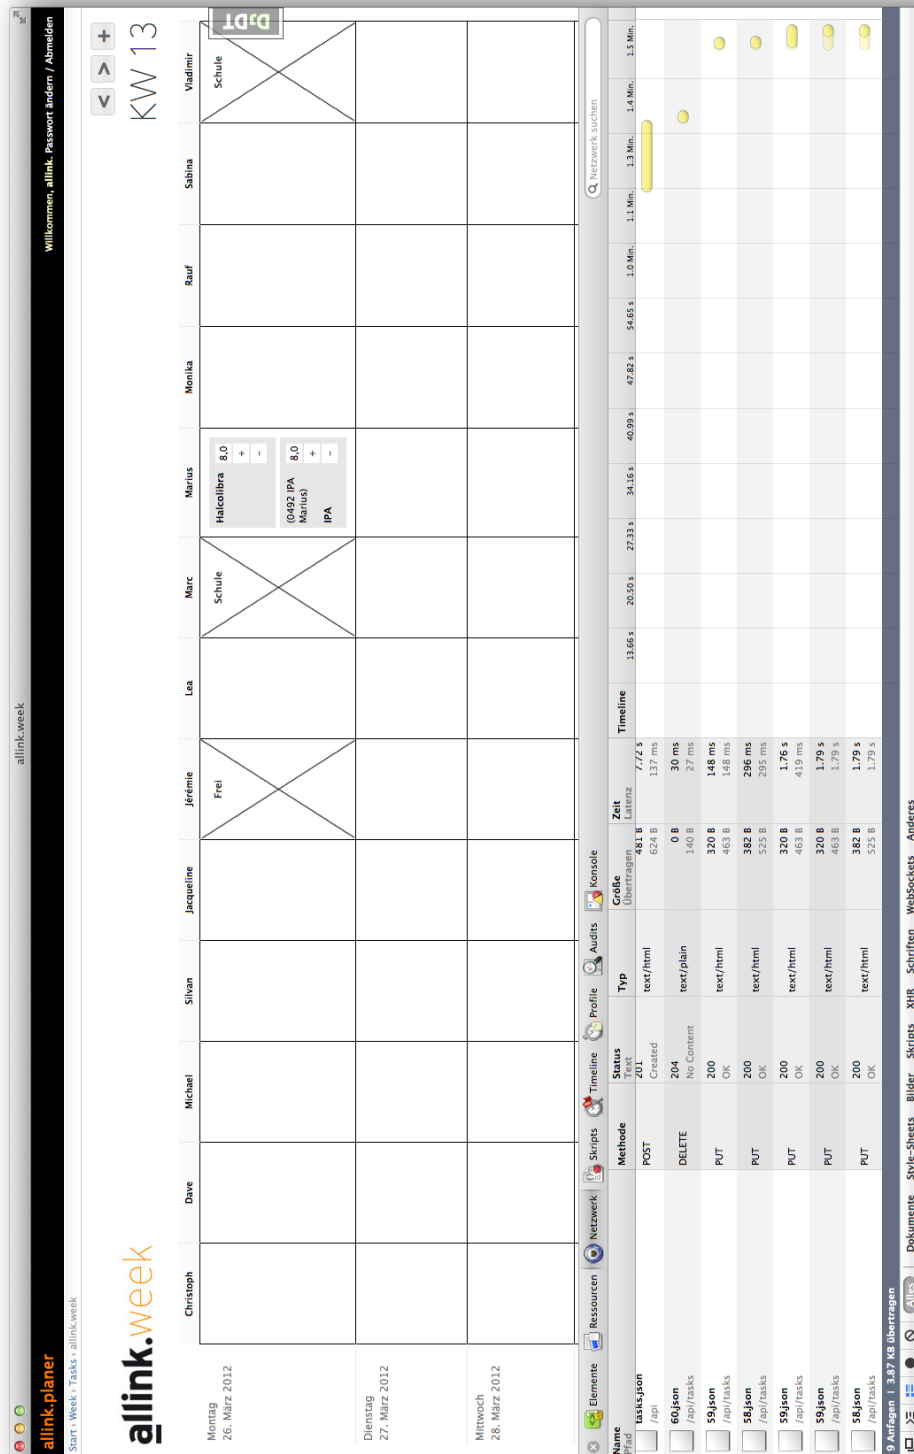 allink.week
allink.planer
Willkommen, allink. Passwort ändern / Abmelden
Start › Week › Tasks › allink.week
allink.week
< > +
KW 13
Christoph Dave Michael Silvan Jacqueline Jérémie Lea Marc Marius Monika Rauf Sabina Vladimir
DjDT
Montag
26. März 2012
Frei
Schule
Halcolibra 8,0
+
-
(0492 IPA Marius) 8,0
IPA
+
-
Schule
Dienstag
27. März 2012
Mittwoch
28. März 2012
Elemente Ressourcen Netzwerk Skripts Timeline Profile Audits Konsole Netzwerk suchen
Name Methode Status Typ Größe Zeit Timeline 13.66 s 20.50 s 27.33 s 34.16 s 40.99 s 47.82 s 54.65 s 1.0 Min. 1.1 Min. 1.3 Min. 1.4 Min. 1.5 Min.
Pfad Text Übertragen Latenz
tasks.json POST 201 text/html 481 B 7.72 s
/api Created 624 B 137 ms
60.json DELETE 204 text/plain 0 B 30 ms
/api/tasks No Content 140 B 27 ms
59.json PUT 200 text/html 320 B 148 ms
/api/tasks OK 463 B 148 ms
58.json PUT 200 text/html 382 B 296 ms
/api/tasks OK 525 B 295 ms
59.json PUT 200 text/html 320 B 1.76 s
/api/tasks OK 463 B 419 ms
59.json PUT 200 text/html 320 B 1.79 s
/api/tasks OK 463 B 1.79 s
58.json PUT 200 text/html 382 B 1.79 s
/api/tasks OK 525 B 1.79 s
9 Anfragen | 3.87 KB übertragen
Alles Dokumente Style-Sheets Bilder Skripts XHR Schriften WebSockets Anderes